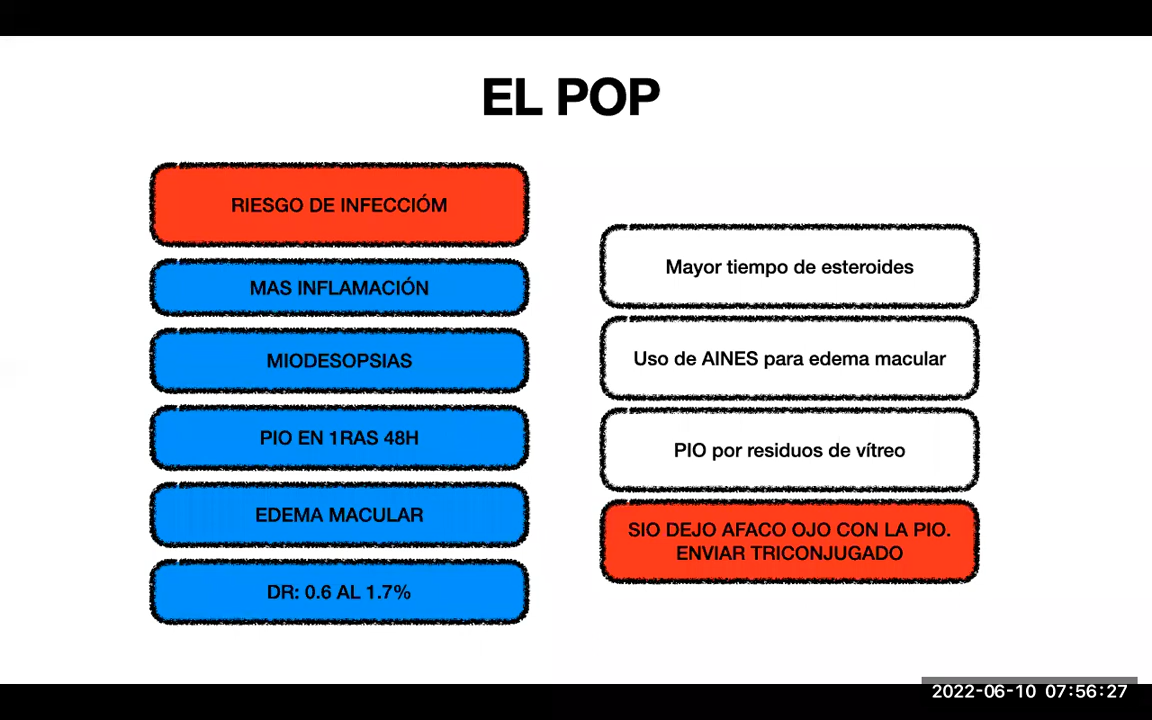 EL POP
RIESGO DE INFECCIÓM
MAS INFLAMACIÓN
MIODESOPSIAS
PIO EN 1RAS 48H
EDEMA MACULAR
DR: 0.6 AL 1.7%
Mayor tiempo de esteroides
Uso de AINES para edema macular
PIO por residuos de vítreo
SIO DEJO AFACO OJO CON LA PIO.
ENVIAR TRICONJUGADO
2022-06-10 07:56:27